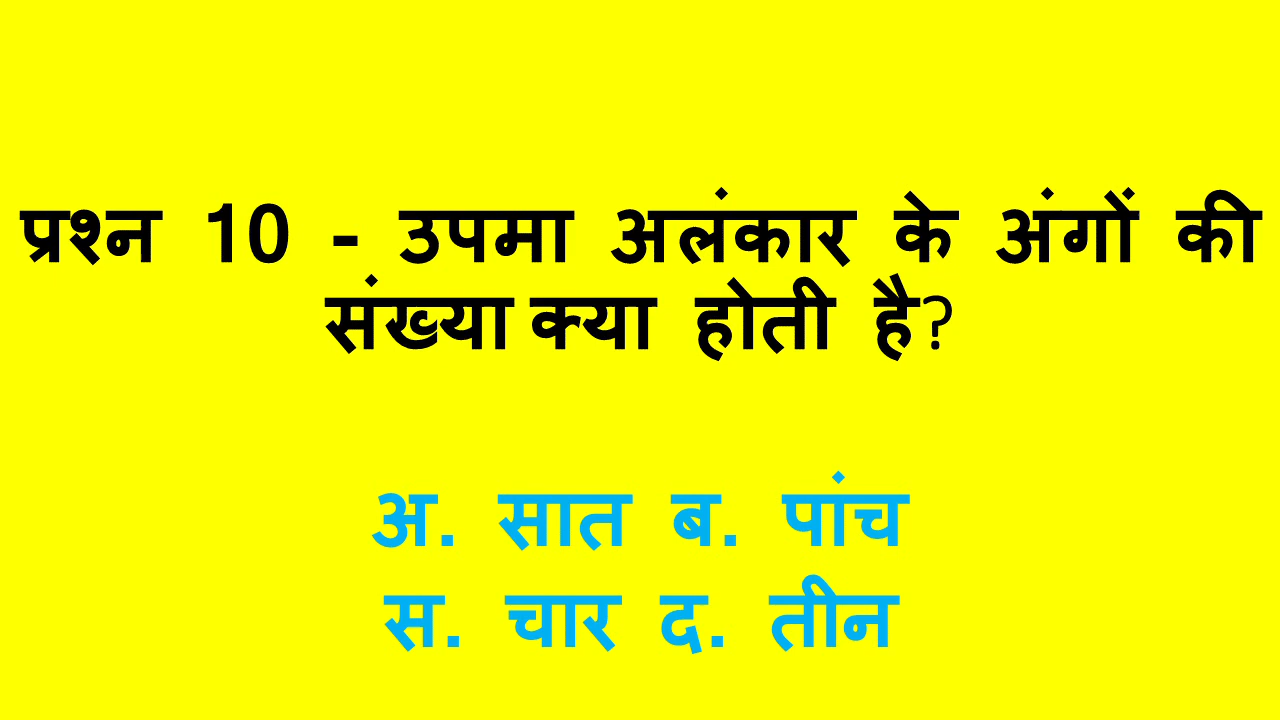 प्रश्न 10 - उपमा अलंकार के अंगों की
संख्या क्या होती है?
अ. सात ब. पांच
स. चार द. तीन